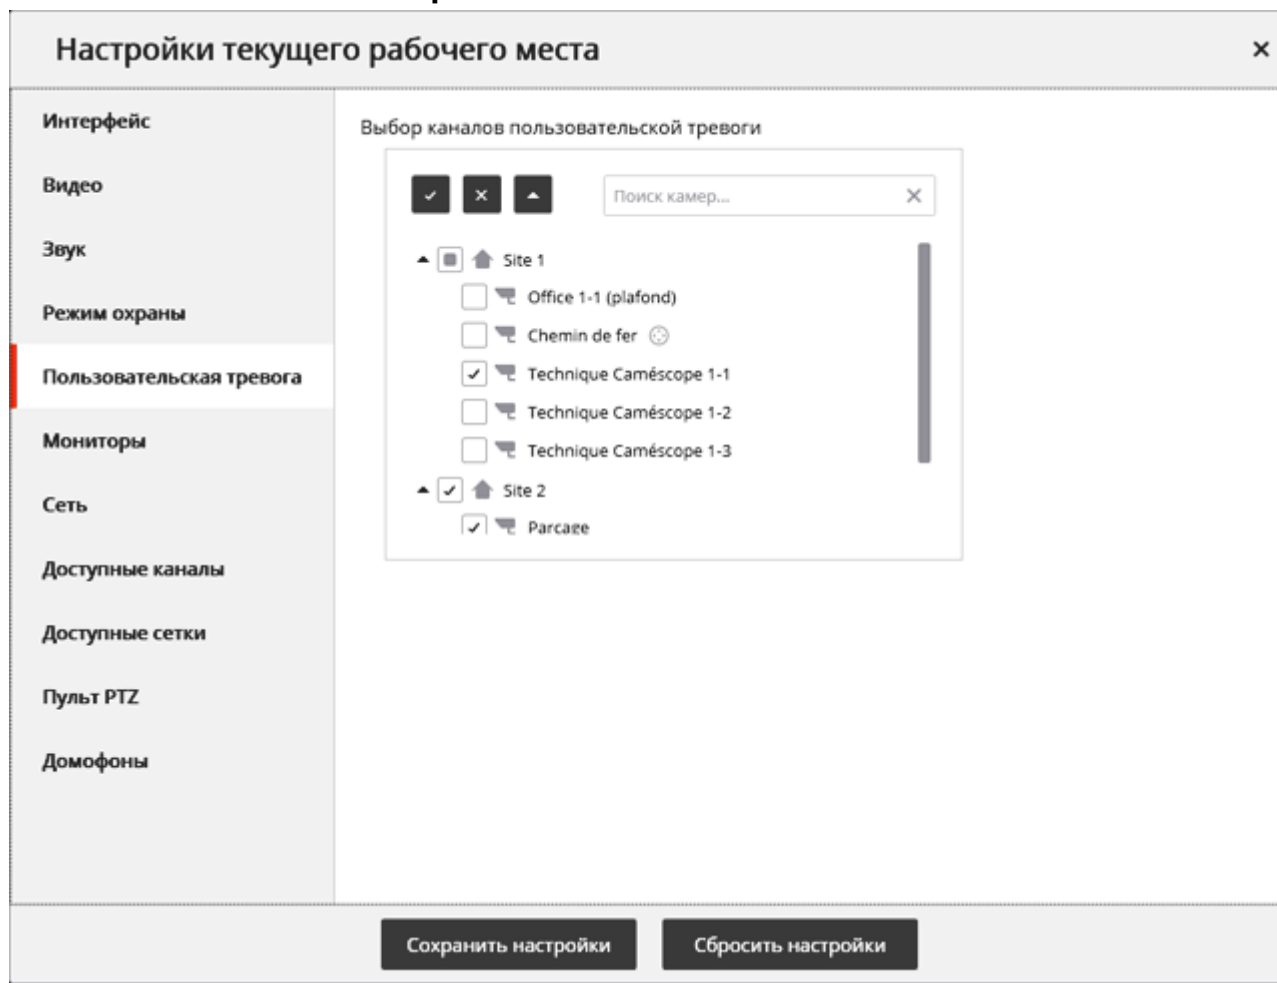 Настройки текущего рабочего места
Интерфейс
Видео
Звук
Режим охраны
Пользовательская тревога
Мониторы
Сеть
Доступные каналы
Доступные сетки
Пульт PTZ
Домофоны
Выбор каналов пользовательской тревоги
Поиск камер...
Site 1
Office 1-1 (plafond)
Chemin de fer
Technique Caméscope 1-1
Technique Caméscope 1-2
Technique Caméscope 1-3
Site 2
Parcage
Сохранить настройки
Сбросить настройки